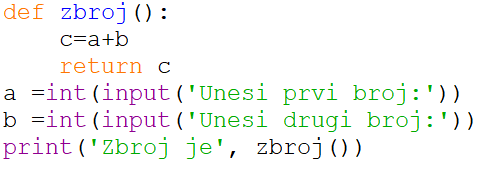 def zbroj():
    c=a+b
    return c
a =int(input('Unesi prvi broj:'))
b =int(input('Unesi drugi broj:'))
print('Zbroj je', zbroj())